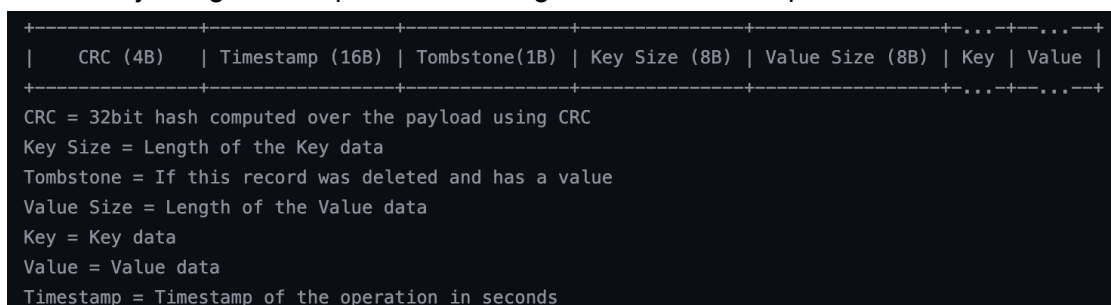 +---------------+-----------------+---------------+---------------+-----------------+-...-+--...--+
|    CRC (4B)   | Timestamp (16B) | Tombstone(1B) | Key Size (8B) | Value Size (8B) | Key | Value |
+---------------+-----------------+---------------+---------------+-----------------+-...-+--...--+
CRC = 32bit hash computed over the payload using CRC
Key Size = Length of the Key data
Tombstone = If this record was deleted and has a value
Value Size = Length of the Value data
Key = Key data
Value = Value data
Timestamp = Timestamp of the operation in seconds